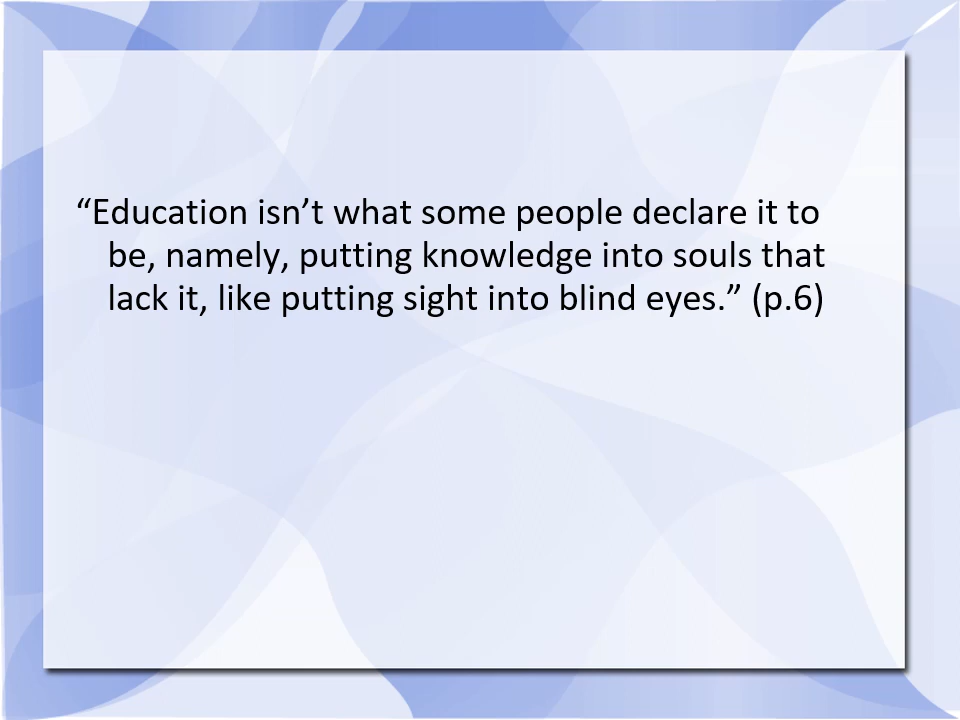 “Education isn’t what some people declare it to
be, namely, putting knowledge into souls that
lack it, like putting sight into blind eyes.” (p.6)